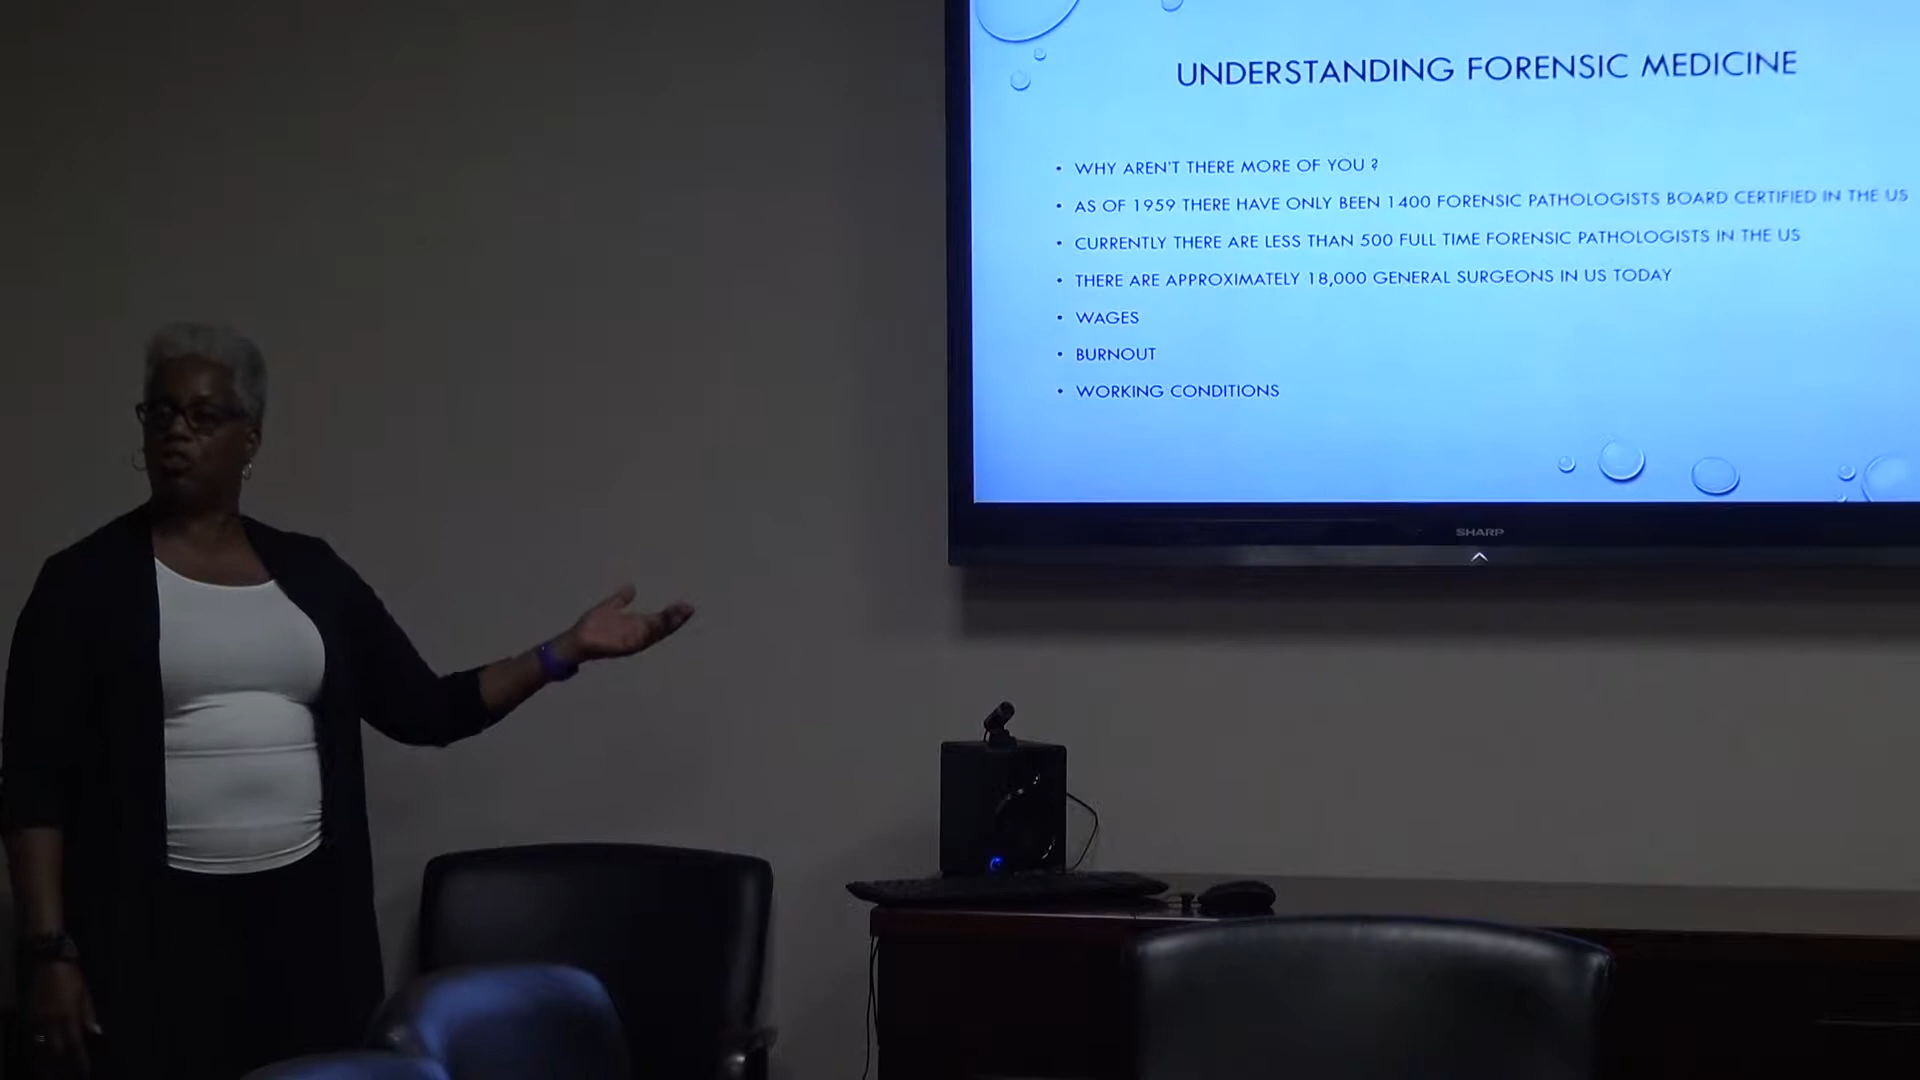 UNDERSTANDING FORENSIC MEDICINE
• WHY AREN'T THERE MORE OF YOU ?
• AS OF 1959 THERE HAVE ONLY BEEN 1400 FORENSIC PATHOLOGISTS BOARD CERTIFIED IN THE US
• CURRENTLY THERE ARE LESS THAN 500 FULL TIME FORENSIC PATHOLOGISTS IN THE US
• THERE ARE APPROXIMATELY 18,000 GENERAL SURGEONS IN US TODAY
• WAGES
• BURNOUT
• WORKING CONDITIONS
SHARP